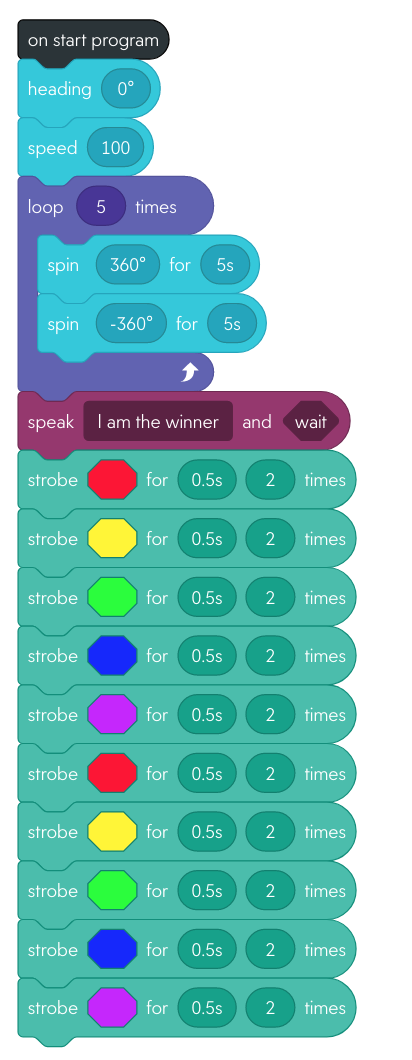 on start program
heading 0°
speed 100
loop 5 times
spin 360° for 5s
spin -360° for 5s
speak I am the winner and wait
strobe for 0.5s 2 times
strobe for 0.5s 2 times
strobe for 0.5s 2 times
strobe for 0.5s 2 times
strobe for 0.5s 2 times
strobe for 0.5s 2 times
strobe for 0.5s 2 times
strobe for 0.5s 2 times
strobe for 0.5s 2 times
strobe for 0.5s 2 times